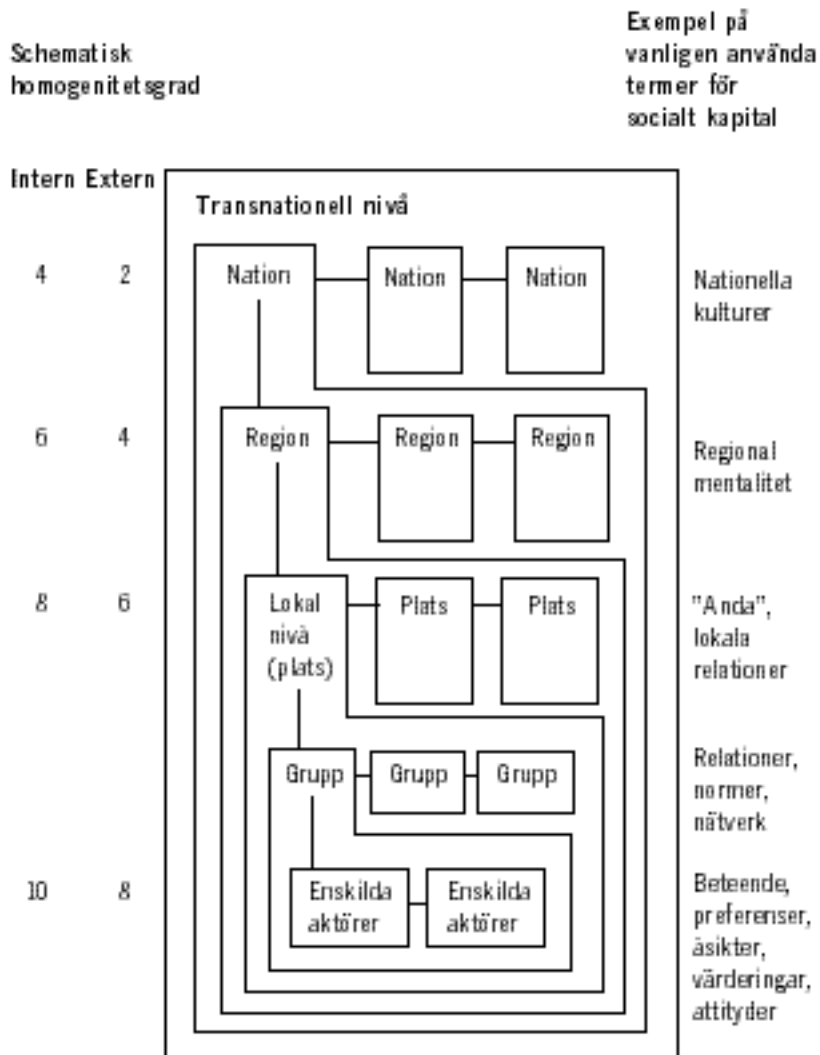 Schematisk
homogenitetsgrad
Exempel på
vanligen använda
termer för
socialt kapital
Intern Extern
Transnationell nivå
4 2 Nation Nation Nation
Nationella
kulturer
6 4 Region Region Region
Regional
mentalitet
8 6 Lokal
nivå
(plats)
Plats Plats
"Anda",
lokala
relationer
Grupp Grupp Grupp
Relationer,
normer,
nätverk
10 8 Enskilda
aktörer
Enskilda
aktörer
Beteende,
preferenser,
åsikter,
värderingar,
attityder